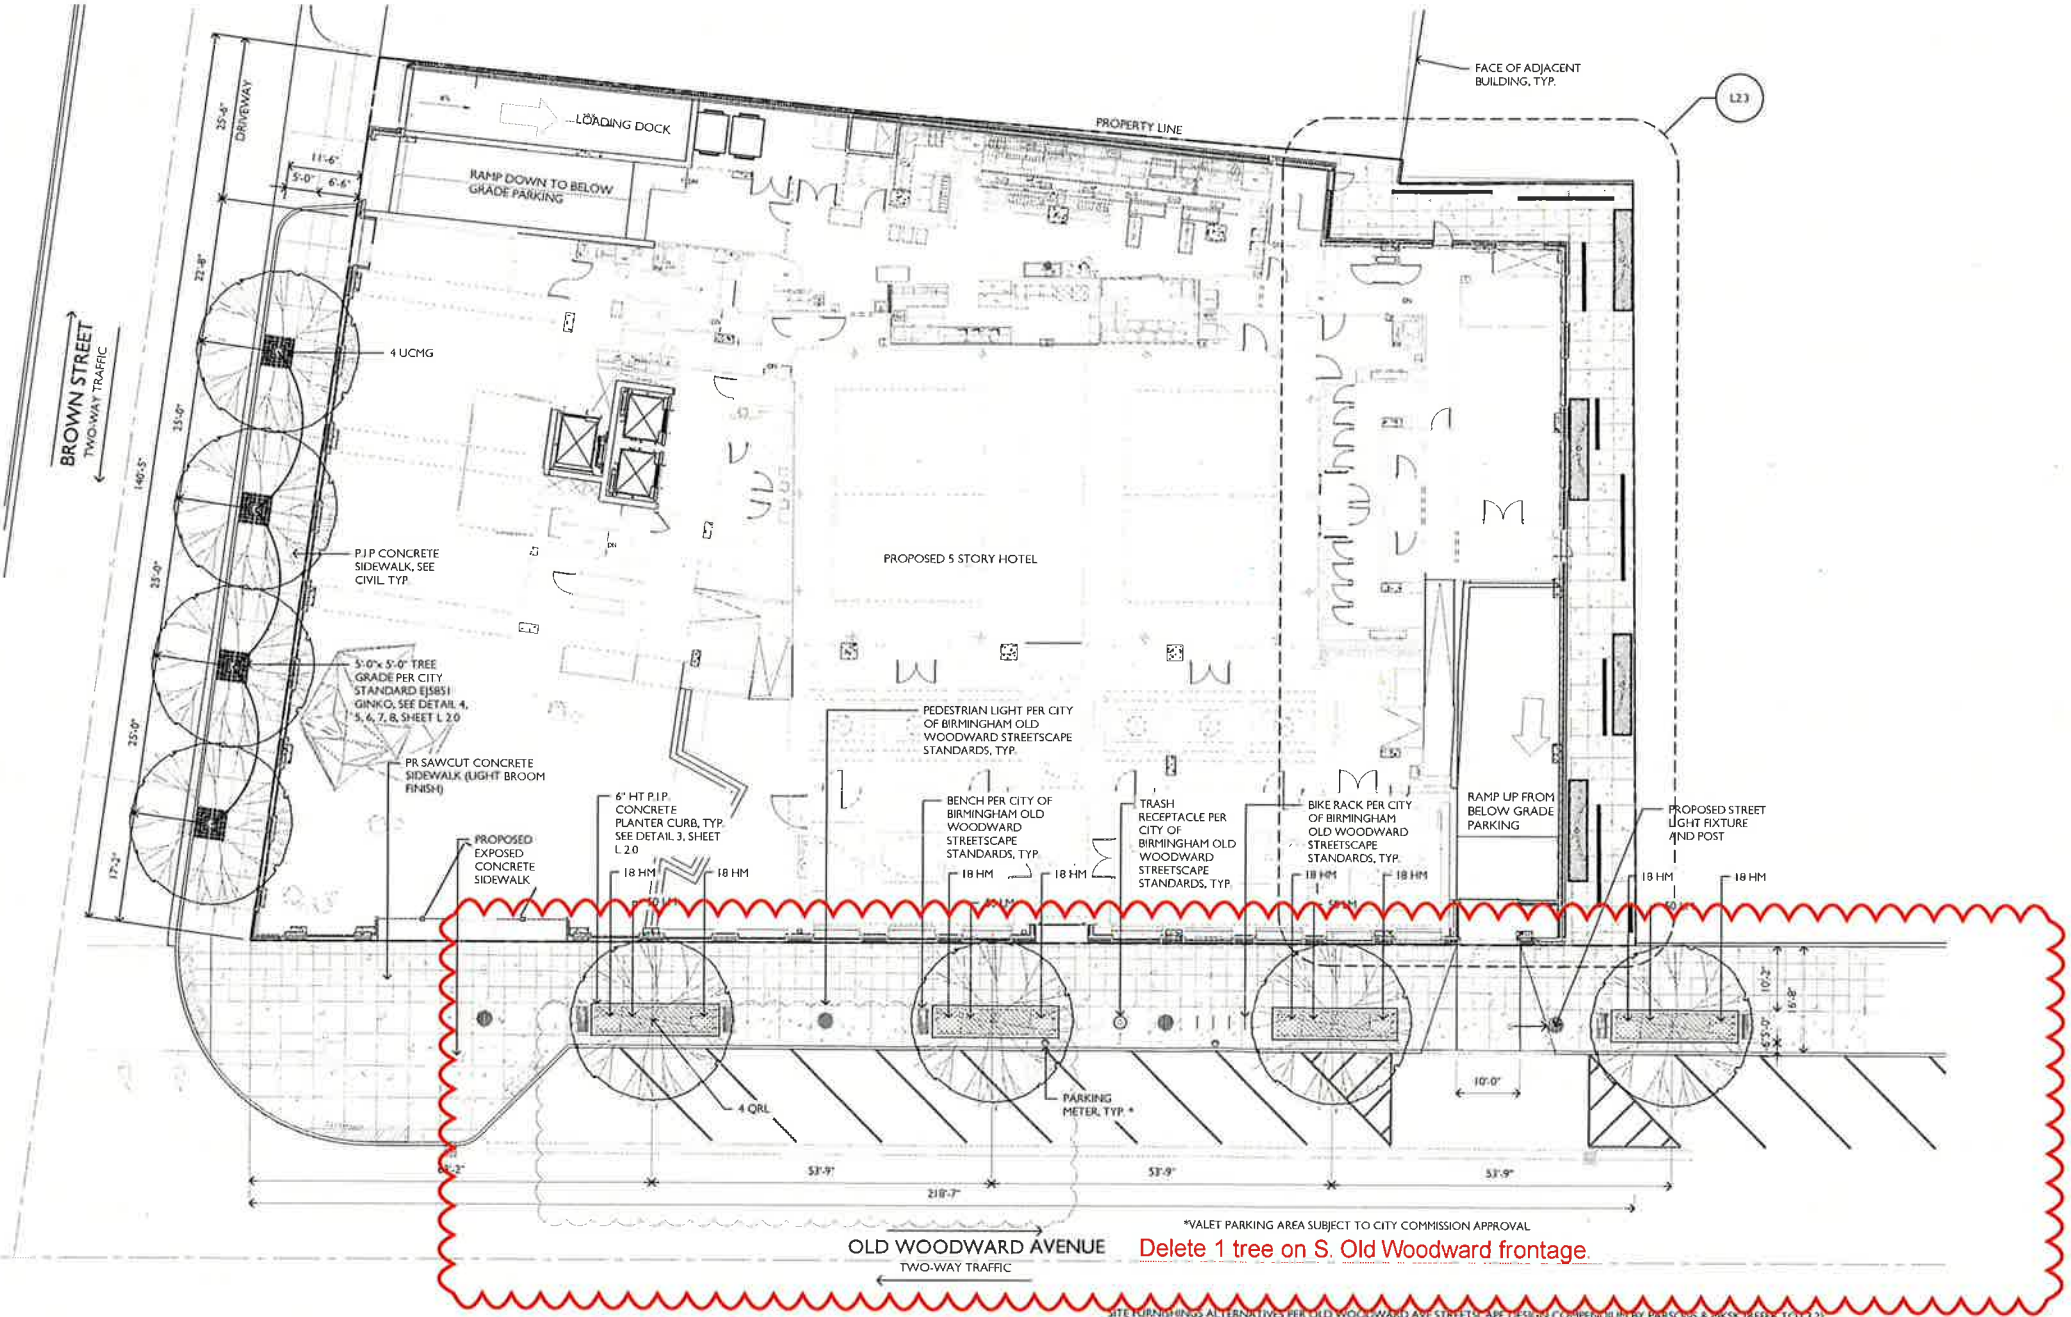 FACE OF ADJACENT
BUILDING, TYP.
L2.3
PROPERTY LINE
25'-6"
DRIVEWAY
LOADING DOCK
11'-6"
5'-0"
6'-6"
RAMP DOWN TO BELOW
GRADE PARKING
22'-8"
BROWN STREET
TWO-WAY TRAFFIC
4 UCMG
25'-0"
140'-5"
P.I.P CONCRETE
SIDEWALK, SEE
CIVIL, TYP.
PROPOSED 5 STORY HOTEL
25'-0"
5'-0"x 5'-0" TREE
GRADE PER CITY
STANDARD EJ5851
GINKO, SEE DETAIL 4,
5, 6, 7, 8, SHEET L 2.0
25'-0"
PEDESTRIAN LIGHT PER CITY
OF BIRMINGHAM OLD
WOODWARD STREETSCAPE
STANDARDS, TYP.
PR SAWCUT CONCRETE
SIDEWALK (LIGHT BROOM
FINISH)
6" HT P.I.P.
CONCRETE
PLANTER CURB, TYP.
SEE DETAIL 3, SHEET
L 2.0
BENCH PER CITY OF
BIRMINGHAM OLD
WOODWARD
STREETSCAPE
STANDARDS, TYP.
TRASH
RECEPTACLE PER
CITY OF
BIRMINGHAM OLD
WOODWARD
STREETSCAPE
STANDARDS, TYP.
BIKE RACK PER CITY
OF BIRMINGHAM
OLD WOODWARD
STREETSCAPE
STANDARDS, TYP.
RAMP UP FROM
BELOW GRADE
PARKING
PROPOSED STREET
LIGHT FIXTURE
AND POST
PROPOSED
EXPOSED
CONCRETE
SIDEWALK
17'-2"
18 HM
18 HM
18 HM
18 HM
18 HM
18 HM
18 HM
18 HM
10'-2"
16'-8"
10'-0"
4 QRL
PARKING
METER, TYP. *
53'-9"
53'-9"
53'-9"
218'-7"
*VALET PARKING AREA SUBJECT TO CITY COMMISSION APPROVAL
OLD WOODWARD AVENUE
Delete 1 tree on S. Old Woodward frontage.
TWO-WAY TRAFFIC